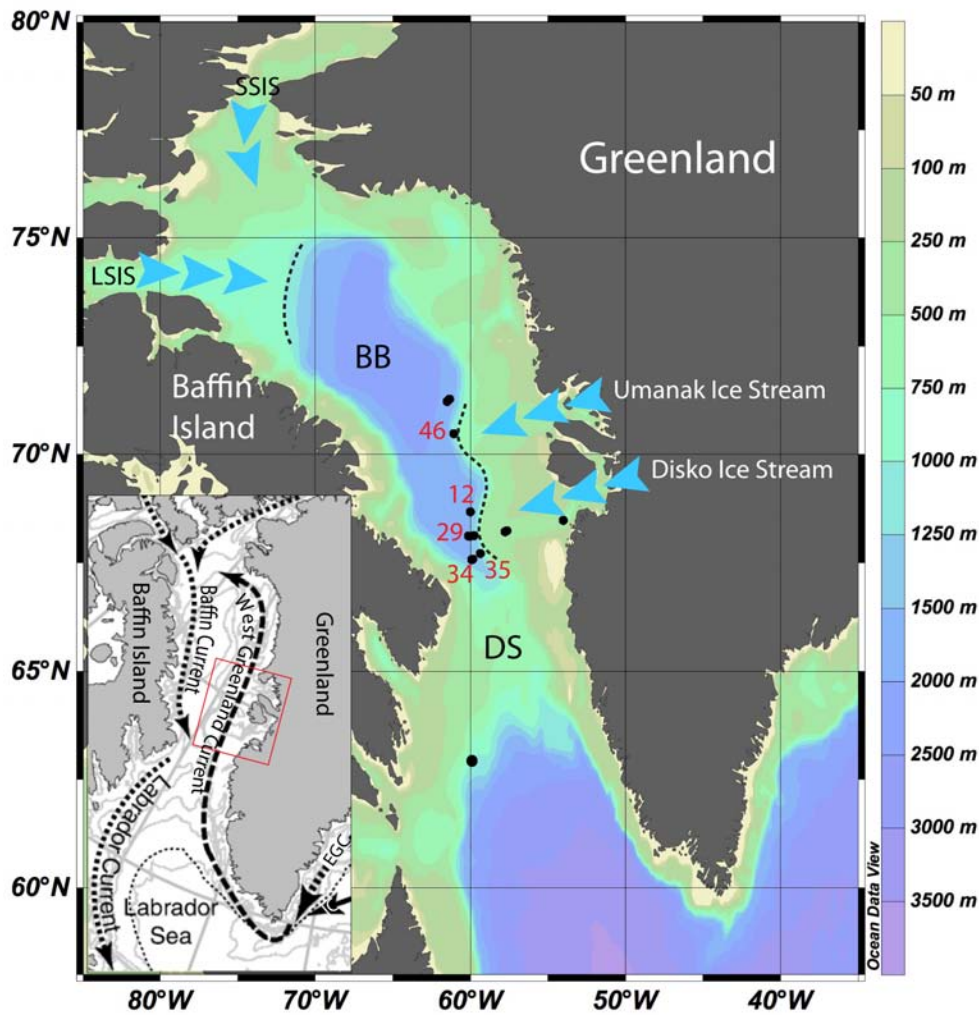 80°N
SSIS
Greenland
50 m
100 m
75°N
250 m
LSIS
500 m
BB
Baffin
Island
Umanak Ice Stream
750 m
70°N
46
Disko Ice Stream
1000 m
12
1250 m
29
34
35
1500 m
DS
65°N
2000 m
2500 m
3000 m
60°N
3500 m
Ocean Data View
80°W
70°W
60°W
50°W
40°W
Baffin Island
Baffin Current
West Greenland Current
Greenland
Labrador Current
EGC
Labrador
Sea